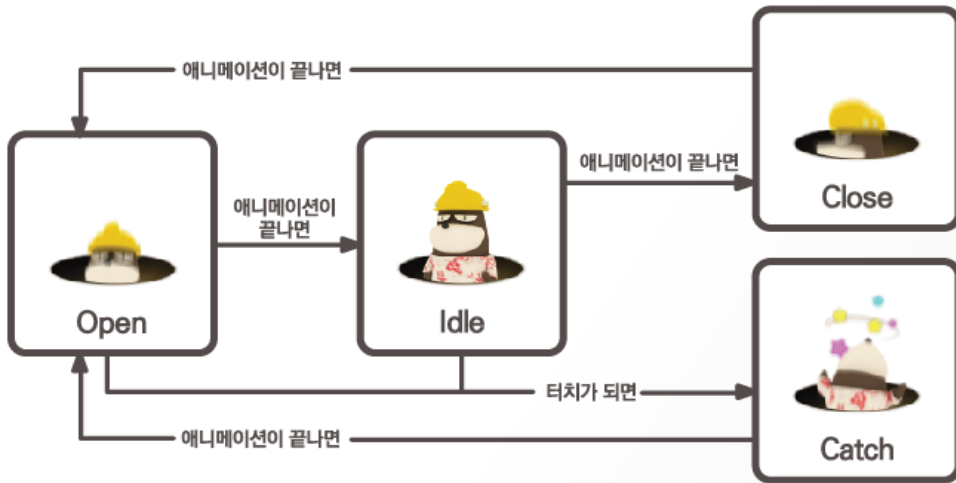 애니메이션이 끝나면
애니메이션이 끝나면
Close
애니메이션이
끝나면
Open
Idle
터치가 되면
애니메이션이 끝나면
Catch